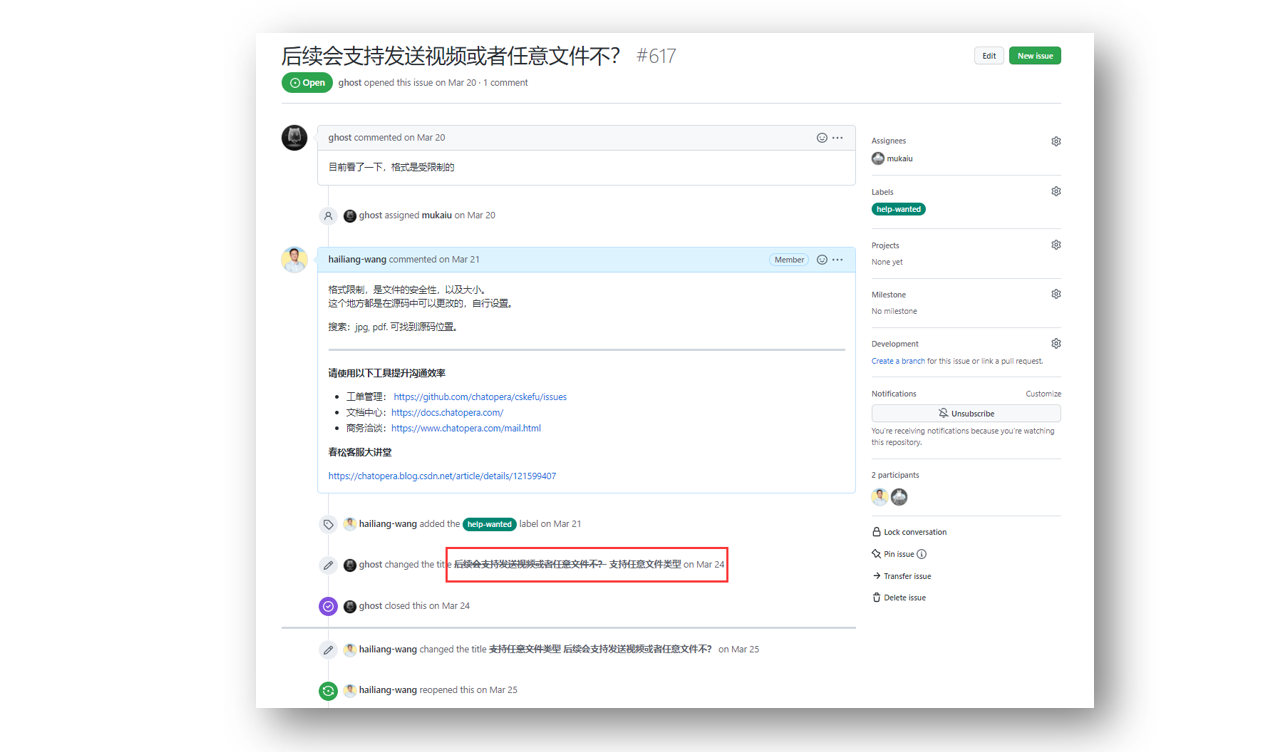 后续会支持发送视频或者任意文件不？ #617
Edit
New issue
Open
ghost opened this issue on Mar 20 · 1 comment
ghost commented on Mar 20
目前看了一下，格式是受限制的
ghost assigned mukaiu on Mar 20
hailiang-wang commented on Mar 21
Member
格式限制，是文件的安全性，以及大小。
这个地方都是在源码中可以更改的，自行设置。
搜索：jpg, pdf. 可找到源码位置。
请使用以下工具提升沟通效率
工单管理： https://github.com/chatopera/cskefu/issues
文档中心：https://docs.chatopera.com/
商务洽谈：https://www.chatopera.com/mail.html
春松客服大讲堂
https://chatopera.blog.csdn.net/article/details/121599407
hailiang-wang added the help-wanted label on Mar 21
ghost changed the title 后续会支持发送视频或者任意文件不？ 支持任意文件类型 on Mar 24
ghost closed this on Mar 24
hailiang-wang changed the title 支持任意文件类型 后续会支持发送视频或者任意文件不？ on Mar 25
hailiang-wang reopened this on Mar 25
Assignees
mukaiu
Labels
help-wanted
Projects
None yet
Milestone
No milestone
Development
Create a branch for this issue or link a pull request.
Notifications
Customize
Unsubscribe
You're receiving notifications because you're watching
this repository.
2 participants
Lock conversation
Pin issue
Transfer issue
Delete issue